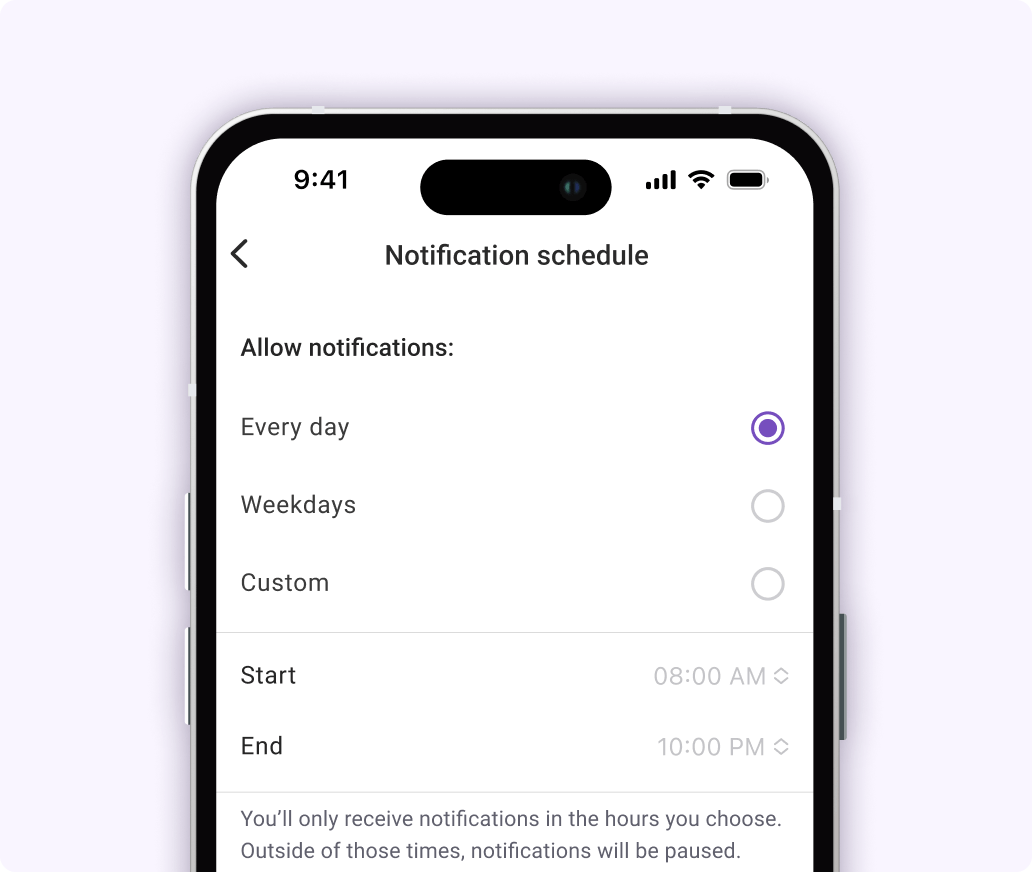 9:41
Notification schedule
Allow notifications:
Every day
Weekdays
Custom
Start 08:00 AM
End 10:00 PM
You’ll only receive notifications in the hours you choose.
Outside of those times, notifications will be paused.